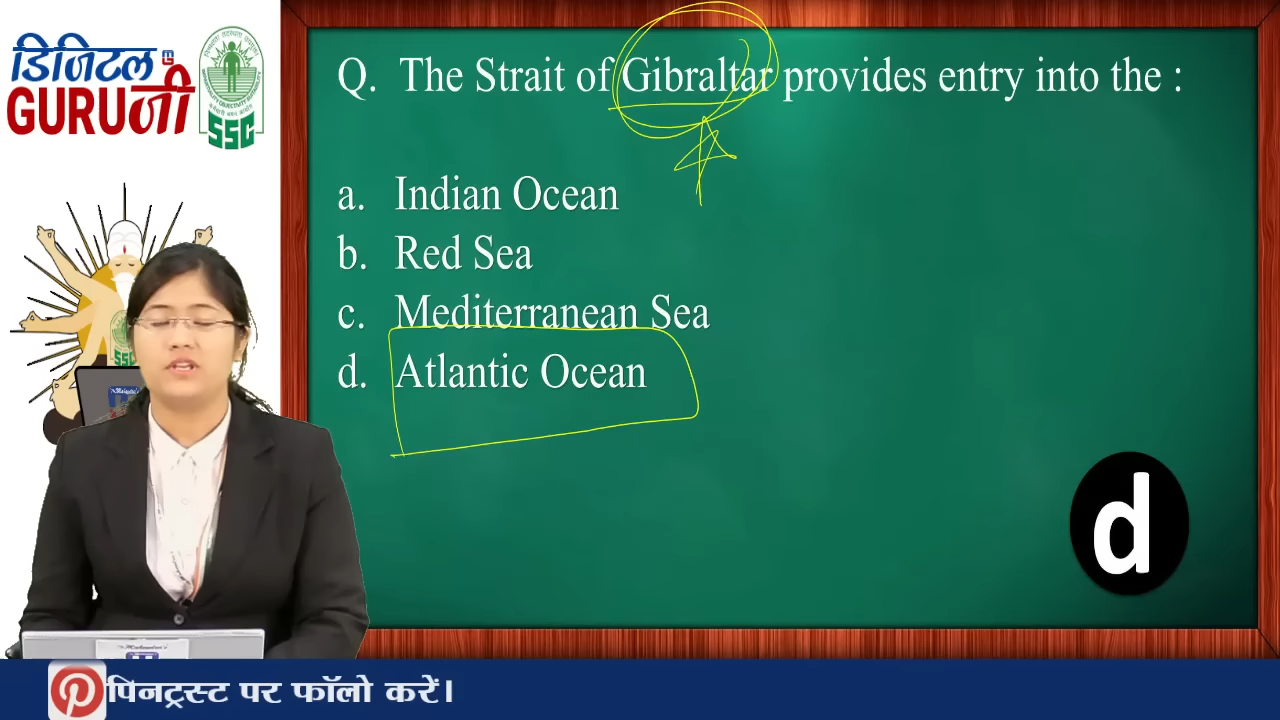 डिजिटल
GURUजी
SSC
Q. The Strait of Gibraltar provides entry into the :
a. Indian Ocean
b. Red Sea
c. Mediterranean Sea
d. Atlantic Ocean
SSC
d
पिनट्रस्ट पर फॉलो करें।